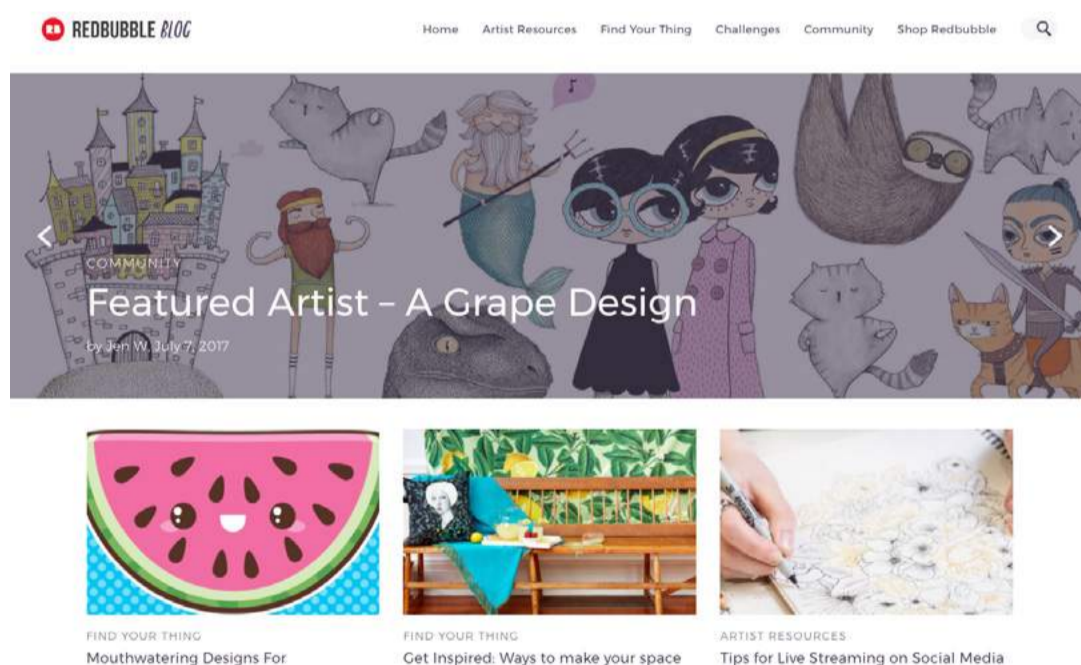 RB REDBUBBLE BLOG
Home Artist Resources Find Your Thing Challenges Community Shop Redbubble
COMMUNITY
Featured Artist – A Grape Design
by Jen W. July 7, 2017
FIND YOUR THING
Mouthwatering Designs For
FIND YOUR THING
Get Inspired: Ways to make your space
ARTIST RESOURCES
Tips for Live Streaming on Social Media